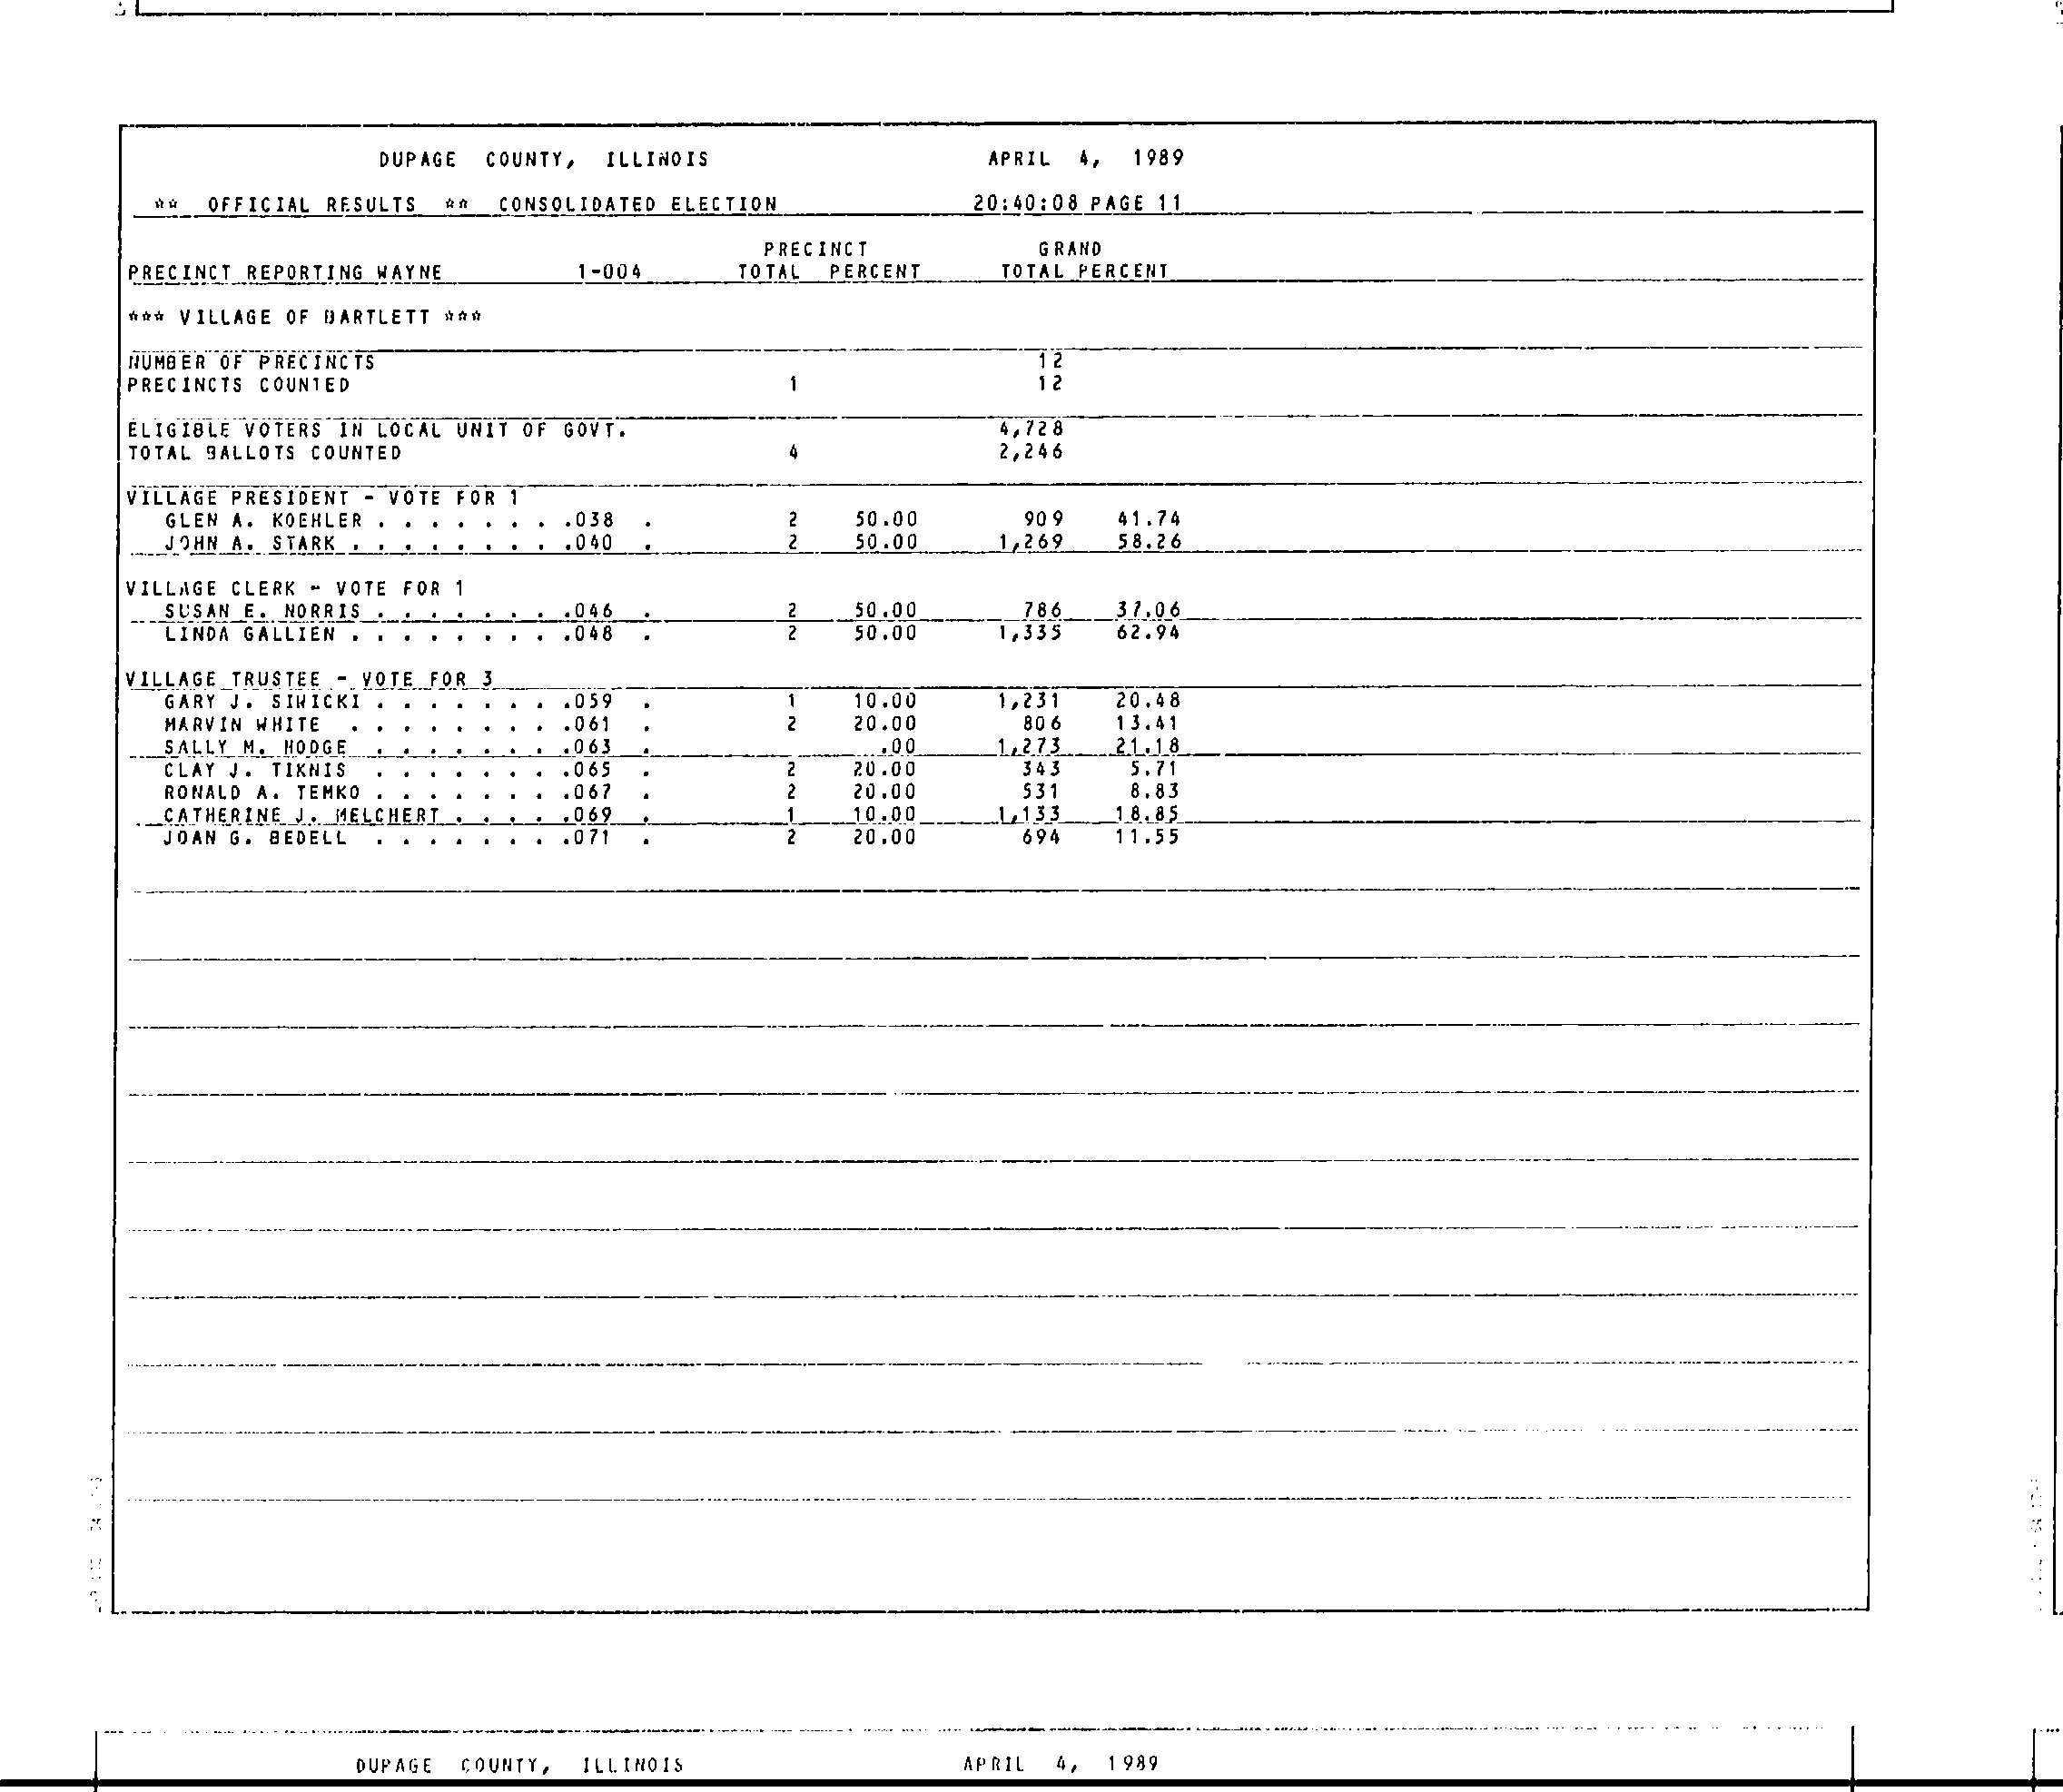 DUPAGE COUNTY, ILLINOIS APRIL 4, 1989
** OFFICIAL RESULTS ** CONSOLIDATED ELECTION 20:40:08 PAGE 11
PRECINCT GRAND
PRECINCT REPORTING WAYNE 1-004 TOTAL PERCENT TOTAL PERCENT
*** VILLAGE OF BARTLETT ***
NUMBER OF PRECINCTS 12
PRECINCTS COUNTED 1 12
ELIGIBLE VOTERS IN LOCAL UNIT OF GOVT. 4,728
TOTAL BALLOTS COUNTED 4 2,246
VILLAGE PRESIDENT - VOTE FOR 1
GLEN A. KOEHLER . . . . . . . .038 . 2 50.00 909 41.74
JOHN A. STARK . . . . . . . . .040 . 2 50.00 1,269 58.26
VILLAGE CLERK - VOTE FOR 1
SUSAN E. NORRIS . . . . . . . .046 . 2 50.00 786 37.06
LINDA GALLIEN . . . . . . . . .048 . 2 50.00 1,335 62.94
VILLAGE TRUSTEE - VOTE FOR 3
GARY J. SIWICKI . . . . . . . .059 . 1 10.00 1,231 20.48
MARVIN WHITE . . . . . . . . .061 . 2 20.00 806 13.41
SALLY M. HODGE . . . . . . . .063 . .00 1,273 21.18
CLAY J. TIKNIS . . . . . . . .065 . 2 20.00 343 5.71
RONALD A. TEMKO . . . . . . . .067 . 2 20.00 531 8.83
CATHERINE J. MELCHERT . . . . .069 . 1 10.00 1,133 18.85
JOAN G. BEDELL . . . . . . . .071 . 2 20.00 694 11.55
DUPAGE COUNTY, ILLINOIS APRIL 4, 1989